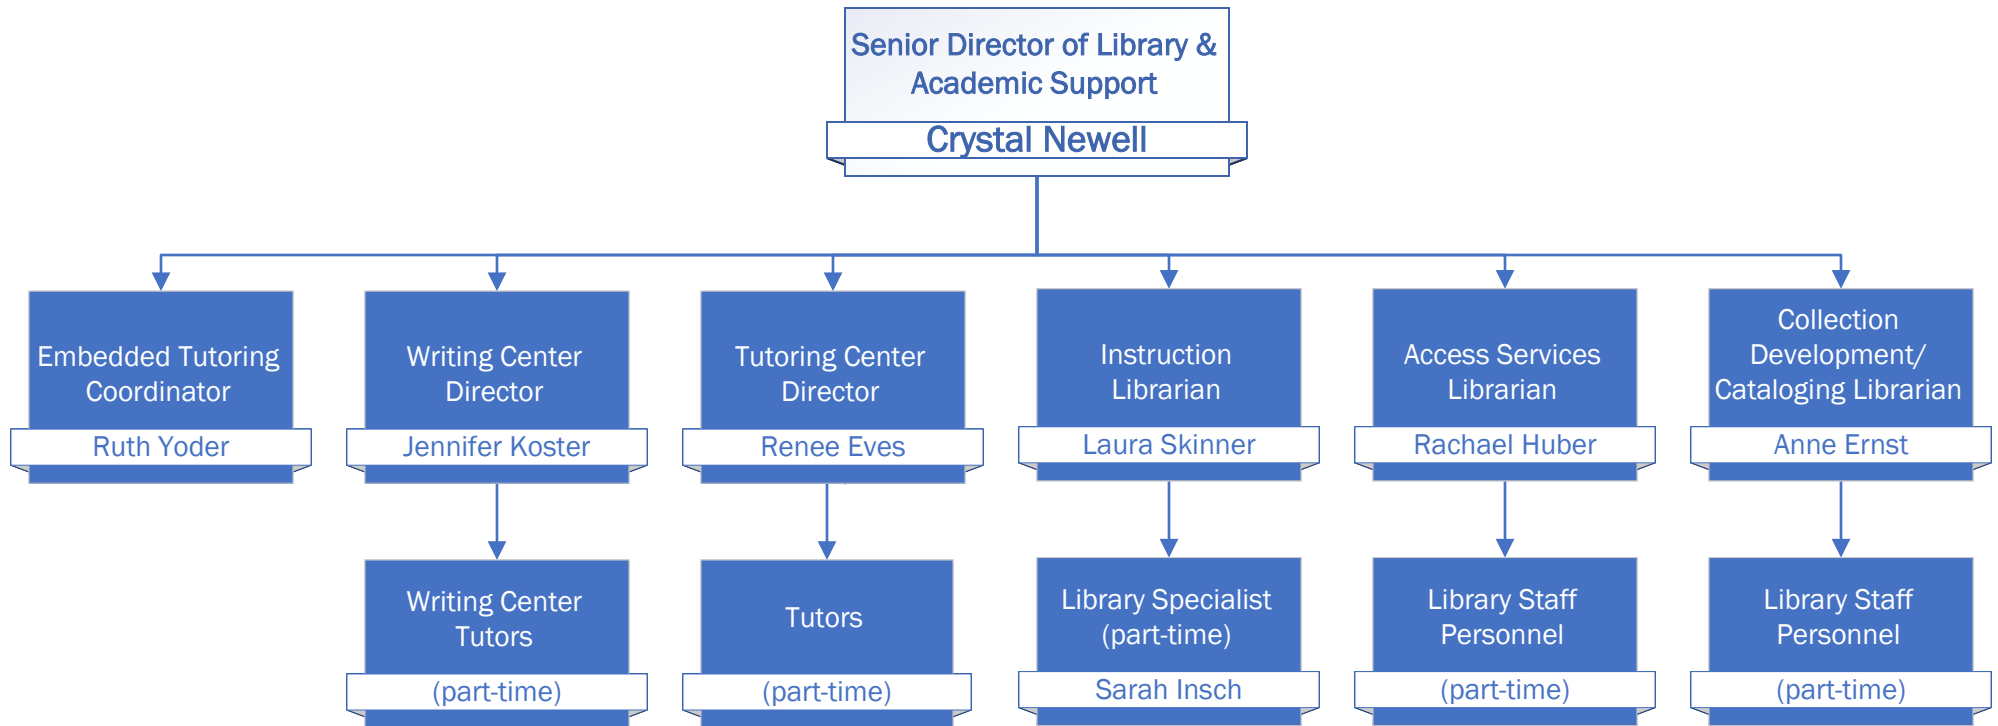 Senior Director of Library &
Academic Support
Crystal Newell
Embedded Tutoring
Coordinator
Ruth Yoder
Writing Center
Director
Jennifer Koster
Tutoring Center
Director
Renee Eves
Instruction
Librarian
Laura Skinner
Access Services
Librarian
Rachael Huber
Collection
Development/
Cataloging Librarian
Anne Ernst
Writing Center
Tutors
(part-time)
Tutors
(part-time)
Library Specialist
(part-time)
Sarah Insch
Library Staff
Personnel
(part-time)
Library Staff
Personnel
(part-time)